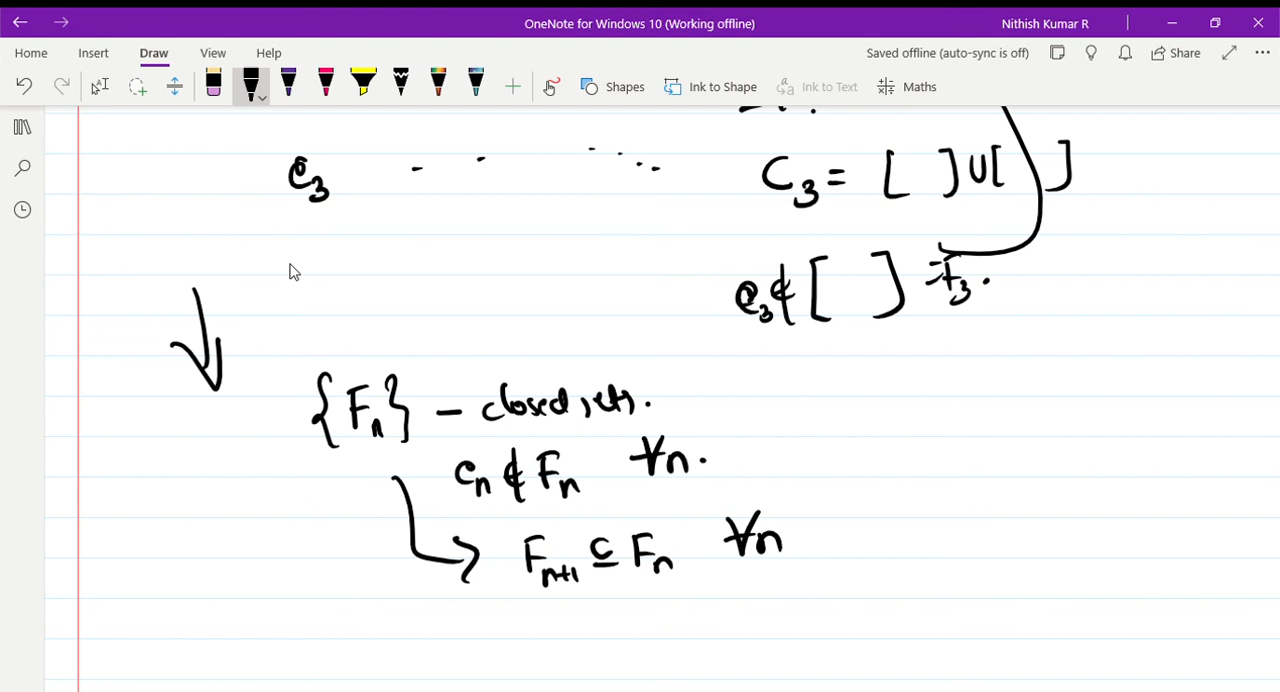 OneNote for Windows 10 (Working offline)
Nithish Kumar R
Home Insert Draw View Help
Saved offline (auto-sync is off)
Share
Shapes
Ink to Shape
Ink to Text
Maths
C₃ = [ ] ∪ [ ]
c₃
c₃ ∉ [ ] = F₃.
{Fₙ} – closed sets.
cₙ ∉ Fₙ ∀n.
Fₙ₊₁ ⊆ Fₙ ∀n